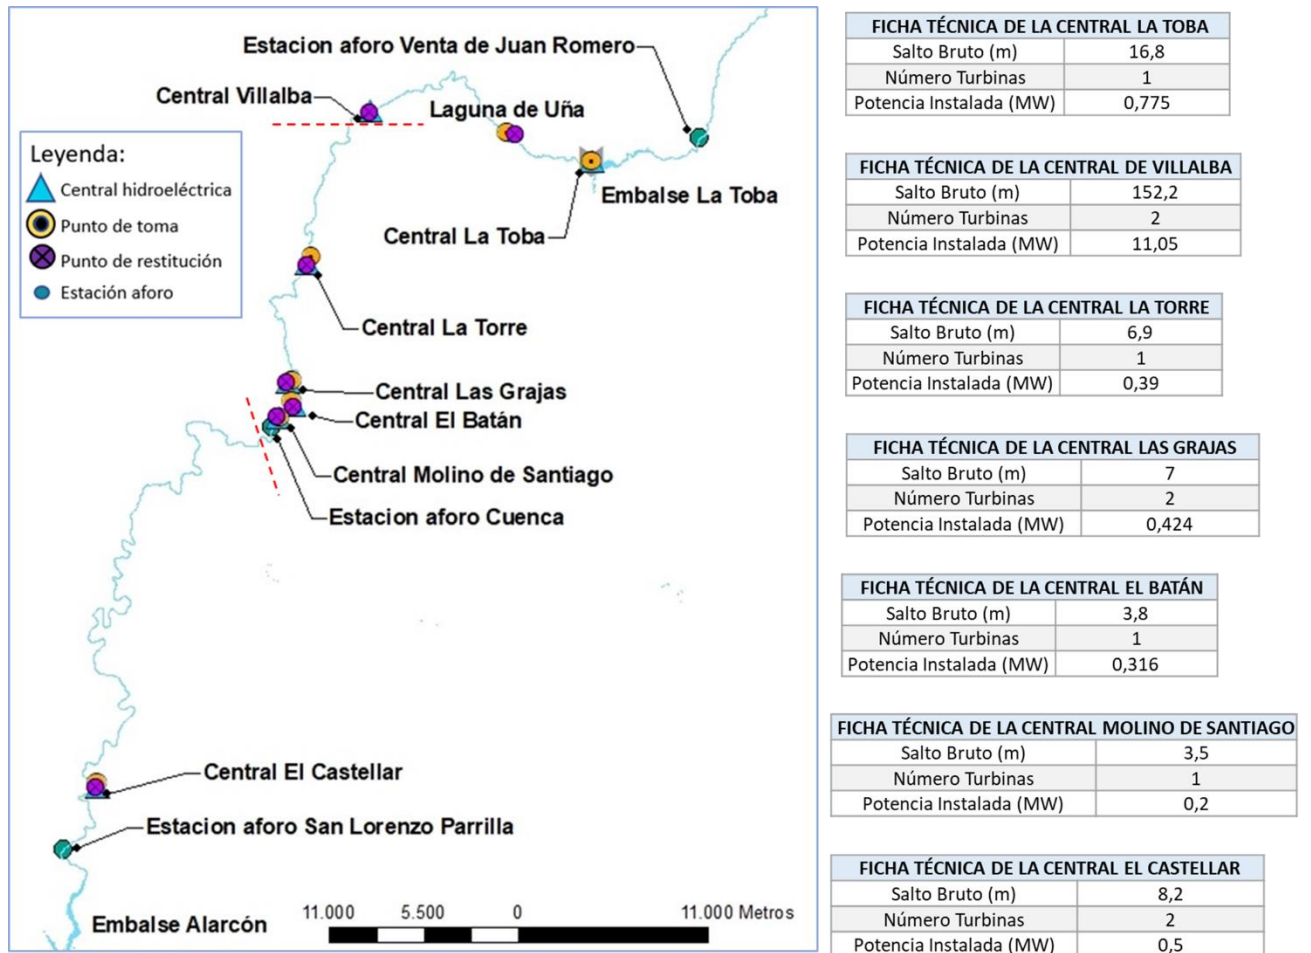 Estacion aforo Venta de Juan Romero
Central Villalba
Laguna de Uña
Leyenda:
Central hidroeléctrica
Punto de toma
Punto de restitución
Estación aforo
Embalse La Toba
Central La Toba
Central La Torre
Central Las Grajas
Central El Batán
Central Molino de Santiago
Estacion aforo Cuenca
Central El Castellar
Estacion aforo San Lorenzo Parrilla
Embalse Alarcón
11.000 5.500 0 11.000 Metros
FICHA TÉCNICA DE LA CENTRAL LA TOBA
Salto Bruto (m) 16,8
Número Turbinas 1
Potencia Instalada (MW) 0,775
FICHA TÉCNICA DE LA CENTRAL DE VILLALBA
Salto Bruto (m) 152,2
Número Turbinas 2
Potencia Instalada (MW) 11,05
FICHA TÉCNICA DE LA CENTRAL LA TORRE
Salto Bruto (m) 6,9
Número Turbinas 1
Potencia Instalada (MW) 0,39
FICHA TÉCNICA DE LA CENTRAL LAS GRAJAS
Salto Bruto (m) 7
Número Turbinas 2
Potencia Instalada (MW) 0,424
FICHA TÉCNICA DE LA CENTRAL EL BATÁN
Salto Bruto (m) 3,8
Número Turbinas 1
Potencia Instalada (MW) 0,316
FICHA TÉCNICA DE LA CENTRAL MOLINO DE SANTIAGO
Salto Bruto (m) 3,5
Número Turbinas 1
Potencia Instalada (MW) 0,2
FICHA TÉCNICA DE LA CENTRAL EL CASTELLAR
Salto Bruto (m) 8,2
Número Turbinas 2
Potencia Instalada (MW) 0,5